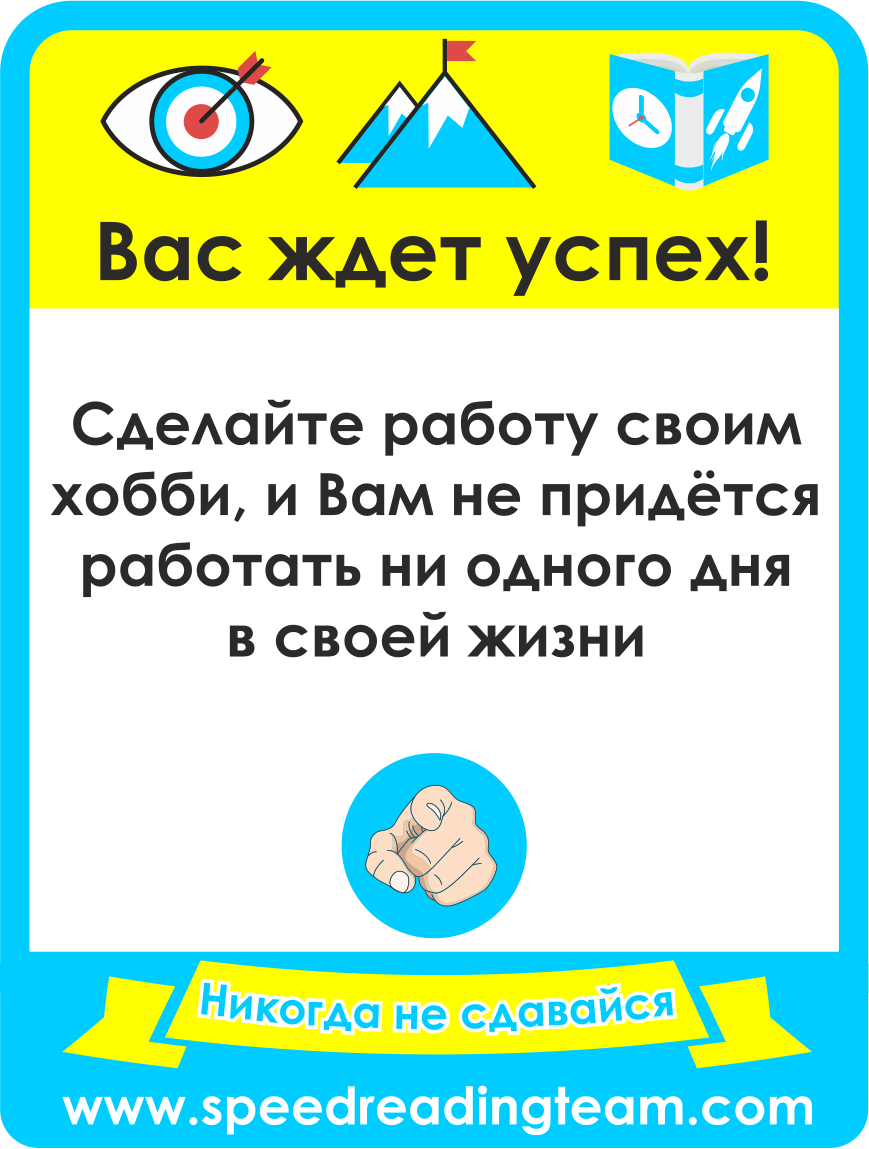 Вас ждет успех!
Сделайте работу своим
хобби, и Вам не придётся
работать ни одного дня
в своей жизни
Никогда не сдавайся
www.speedreadingteam.com